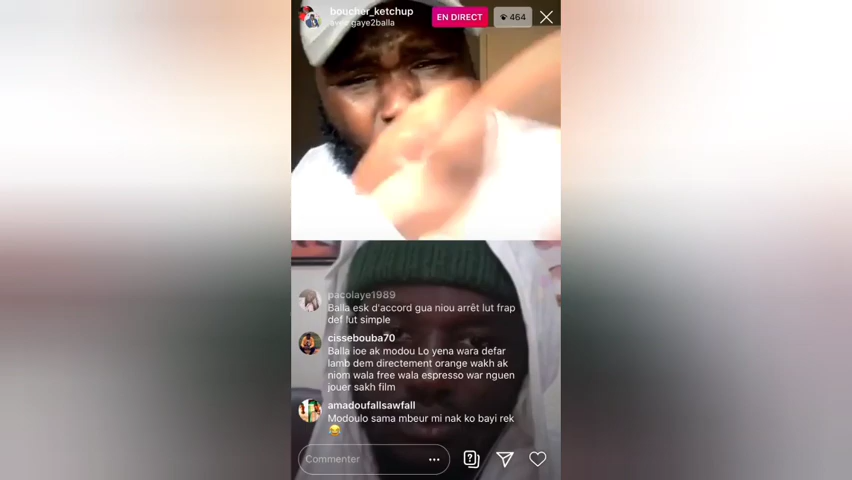 boucher_ketchup
avec gaye2balla
EN DIRECT
464
pacolaye1989
Balla esk d'accord gua niou arrêt lut frap
def lut simple
cissebouba70
Balla ioe ak modou Lo yena wara defar
lamb dem directement orange wakh ak
niom wala free wala espresso war nguen
jouer sakh film
amadoufallsawfall
Modoulo sama mbeur mi nak ko bayi rek
😂
Commenter